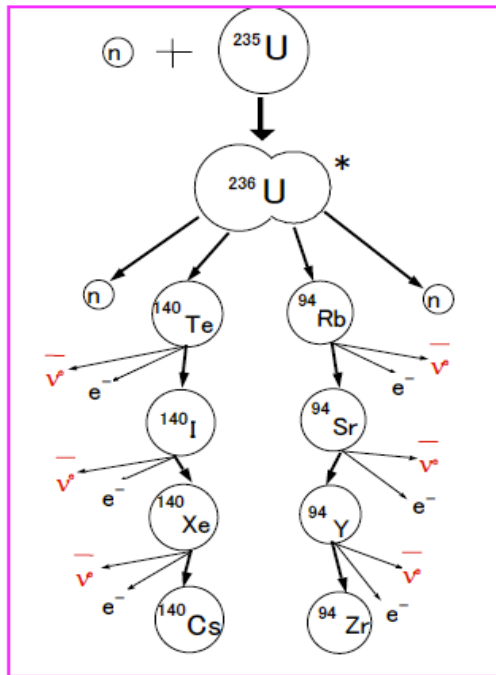 n + ²³⁵U
²³⁶U *
n ¹⁴⁰Te ⁹⁴Rb n
ν̅ₑ e⁻ e⁻ ν̅ₑ
¹⁴⁰I ⁹⁴Sr
ν̅ₑ e⁻ e⁻ ν̅ₑ
¹⁴⁰Xe ⁹⁴Y
ν̅ₑ e⁻ e⁻ ν̅ₑ
¹⁴⁰Cs ⁹⁴Zr